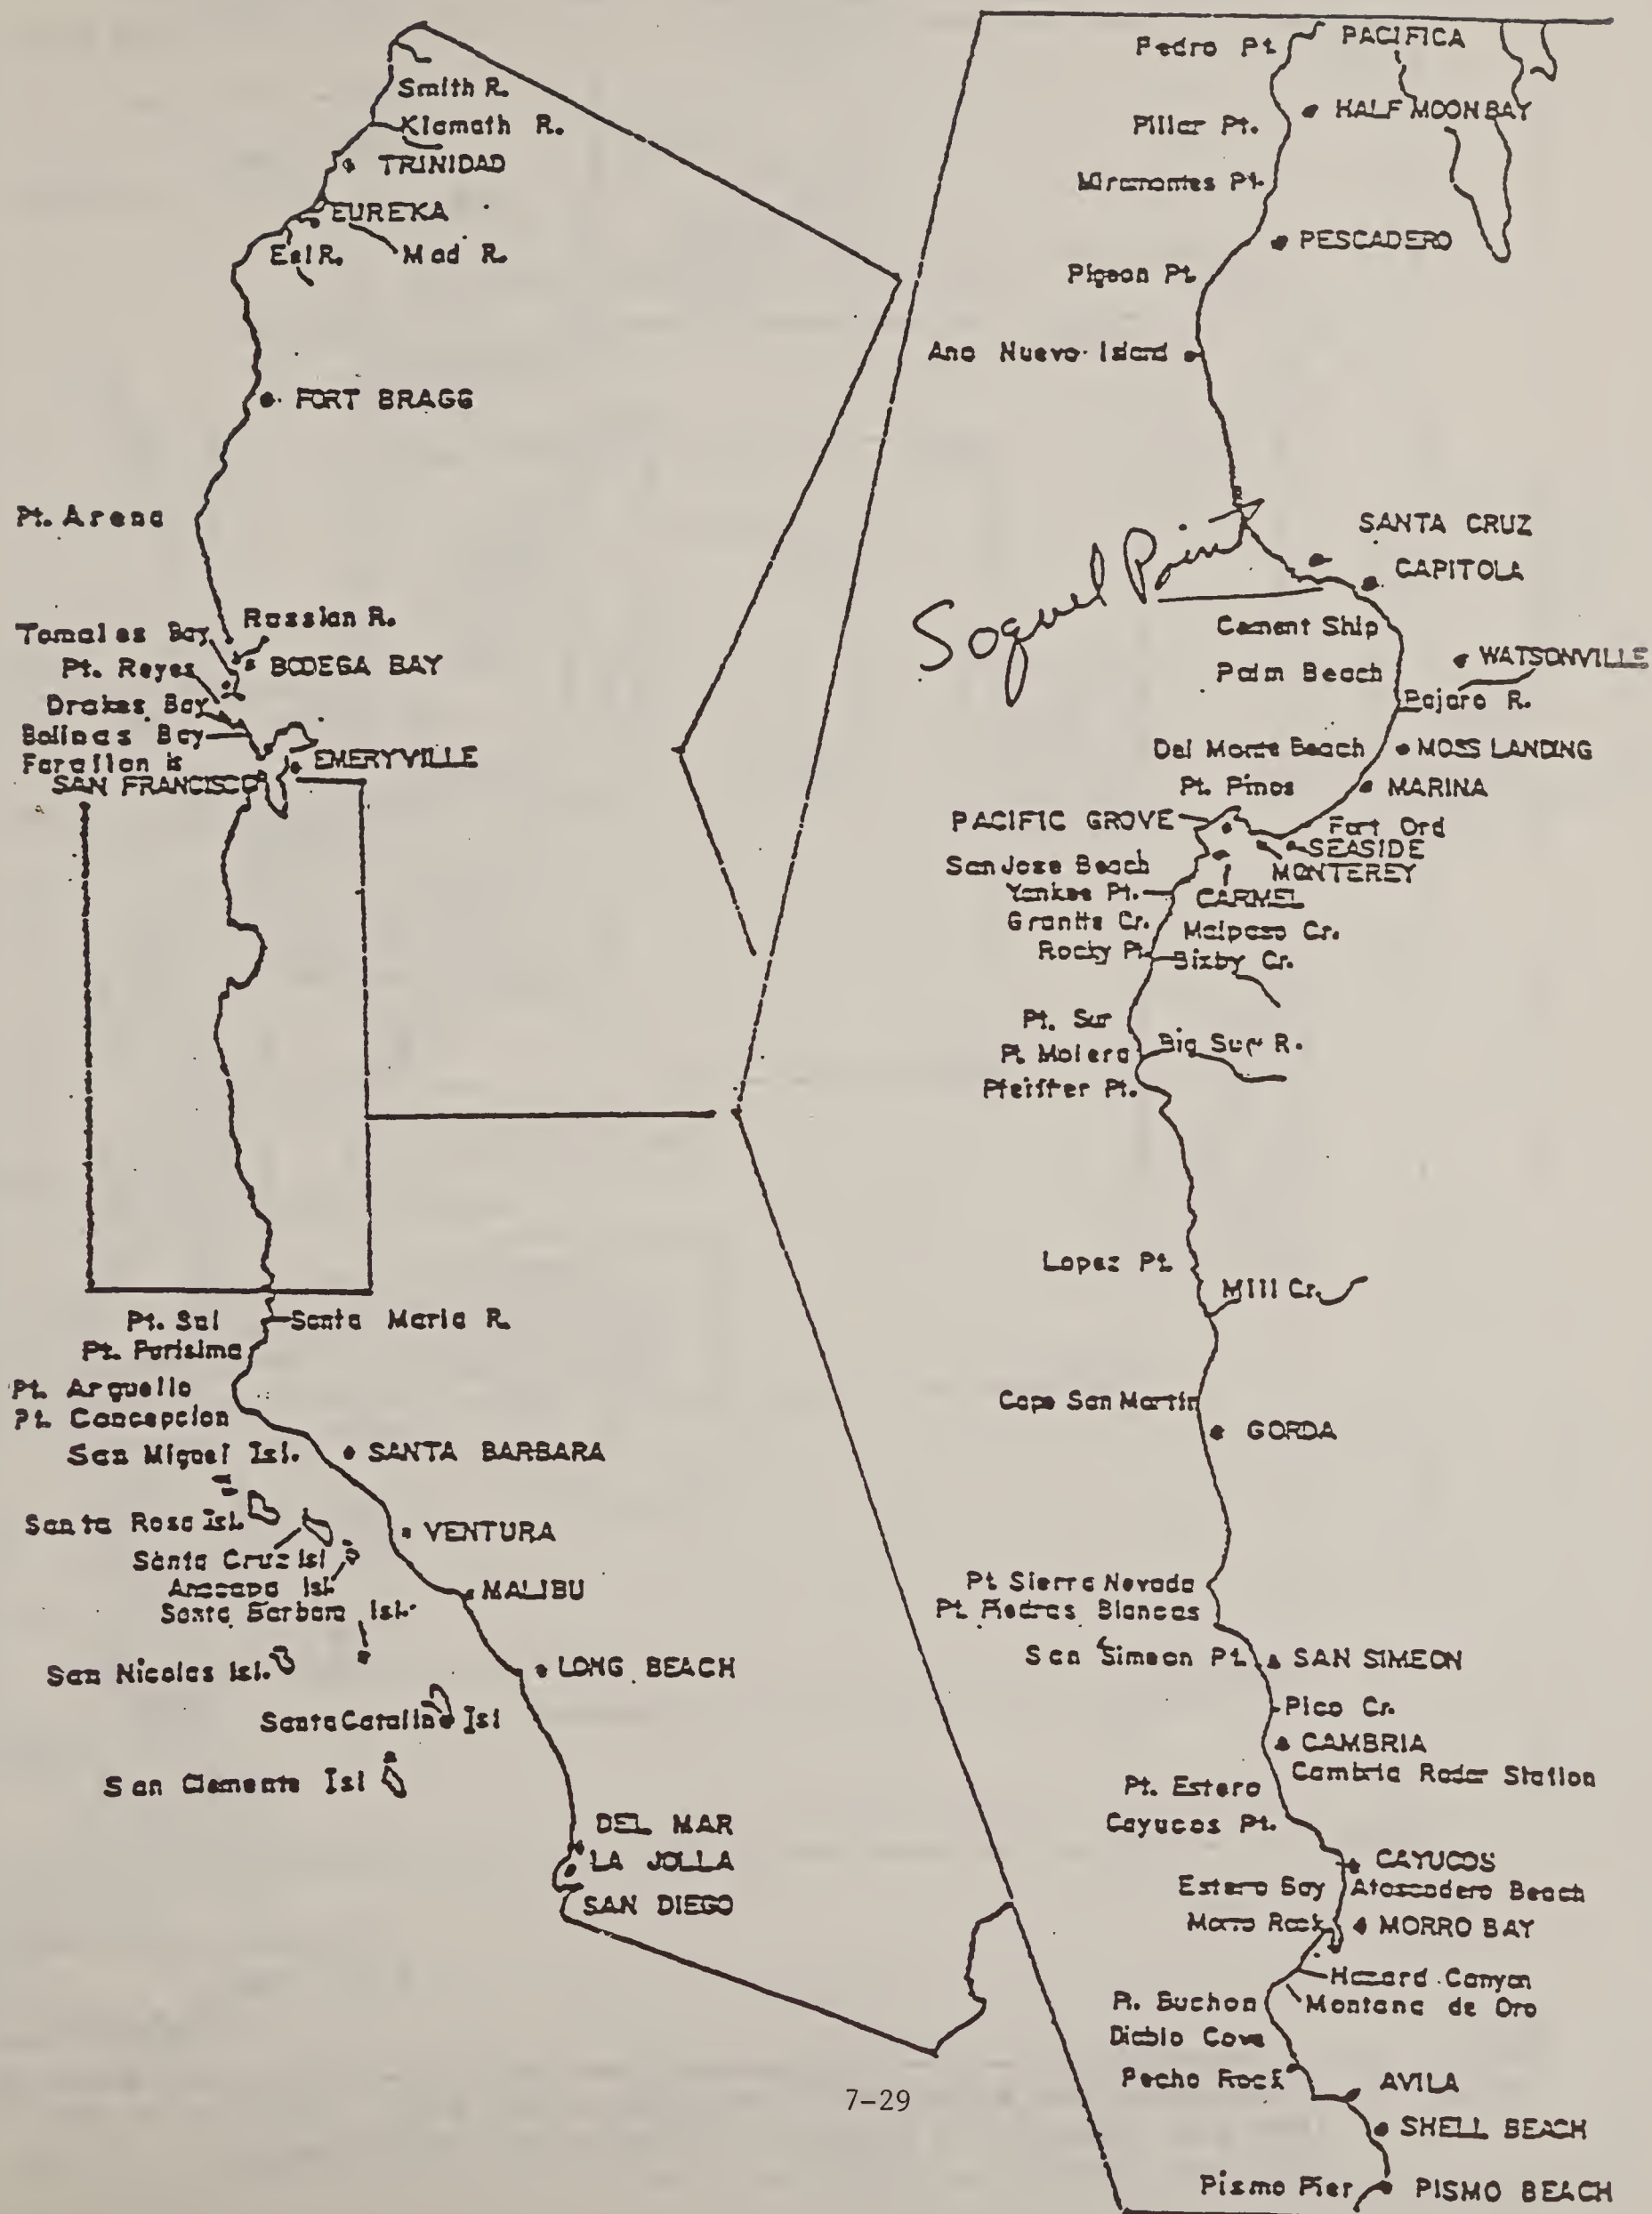 Smith R.
Klamath R.
TRINIDAD
EUREKA
Eel R.
Mad R.
FORT BRAGG
Pt. Arena
Russian R.
Tomales Bay
Pt. Reyes
BODEGA BAY
Drakes Bay
Bolinas Bay
Farallon Is
EMERYVILLE
SAN FRANCISCO
Pt. Sal
Santa Maria R.
Pt. Purisima
Pt. Arguello
Pt. Concepcion
San Miguel Isl.
SANTA BARBARA
Santa Rosa Isl.
VENTURA
Santa Cruz Isl
Anacapa Isl.
MALIBU
Santa Barbara Isl.
San Nicolas Isl.
LONG BEACH
Santa Catalina Isl
San Clemente Isl
DEL MAR
LA JOLLA
SAN DIEGO
Pedro Pt
PACIFICA
Pillar Pt.
HALF MOON BAY
Miramontes Pt.
PESCADERO
Pigeon Pt.
Ano Nuevo Island
Soquel Point
SANTA CRUZ
CAPITOLA
Cement Ship
Palm Beach
WATSONVILLE
Pajaro R.
Del Monte Beach
MOSS LANDING
Pt. Pinos
MARINA
PACIFIC GROVE
Fort Ord
SEASIDE
San Jose Beach
MONTEREY
Yankee Pt.
CARMEL
Granite Cr.
Malpaso Cr.
Rocky Pt.
Bixby Cr.
Pt. Sur
Big Sur R.
Pt. Molera
Pfeiffer Pt.
Lopez Pt.
Mill Cr.
Cape San Martin
GORDA
Pt Sierra Nevada
Pt. Piedras Blancas
San Simeon Pt.
SAN SIMEON
Pico Cr.
CAMBRIA
Cambria Radar Station
Pt. Estero
Cayucos Pt.
CAYUCOS
Estero Bay
Atascadero Beach
Morro Rock
MORRO BAY
Hazard Canyon
Pt. Buchon
Montana de Oro
Diablo Cove
Pecho Rock
AVILA
SHELL BEACH
Pismo Pier
PISMO BEACH
7-29